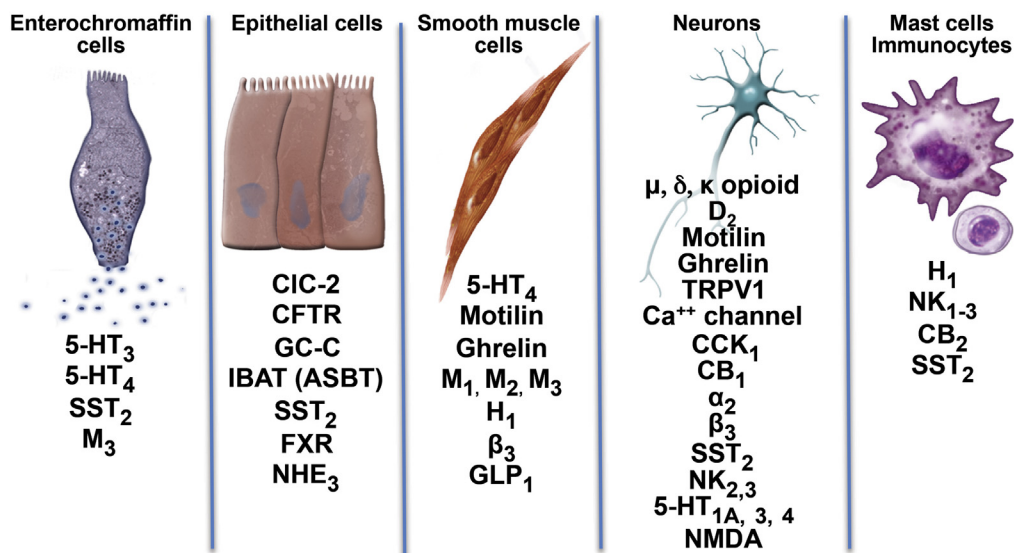 Enterochromaffin
cells
5-HT₃
5-HT₄
SST₂
M₃
Epithelial cells
ClC-2
CFTR
GC-C
IBAT (ASBT)
SST₂
FXR
NHE₃
Smooth muscle
cells
5-HT₄
Motilin
Ghrelin
M₁, M₂, M₃
H₁
β₃
GLP₁
Neurons
μ, δ, κ opioid
D₂
Motilin
Ghrelin
TRPV1
Ca⁺⁺ channel
CCK₁
CB₁
α₂
β₃
SST₂
NK₂,₃
5-HT₁A, ₃, ₄
NMDA
Mast cells
Immunocytes
H₁
NK₁₋₃
CB₂
SST₂